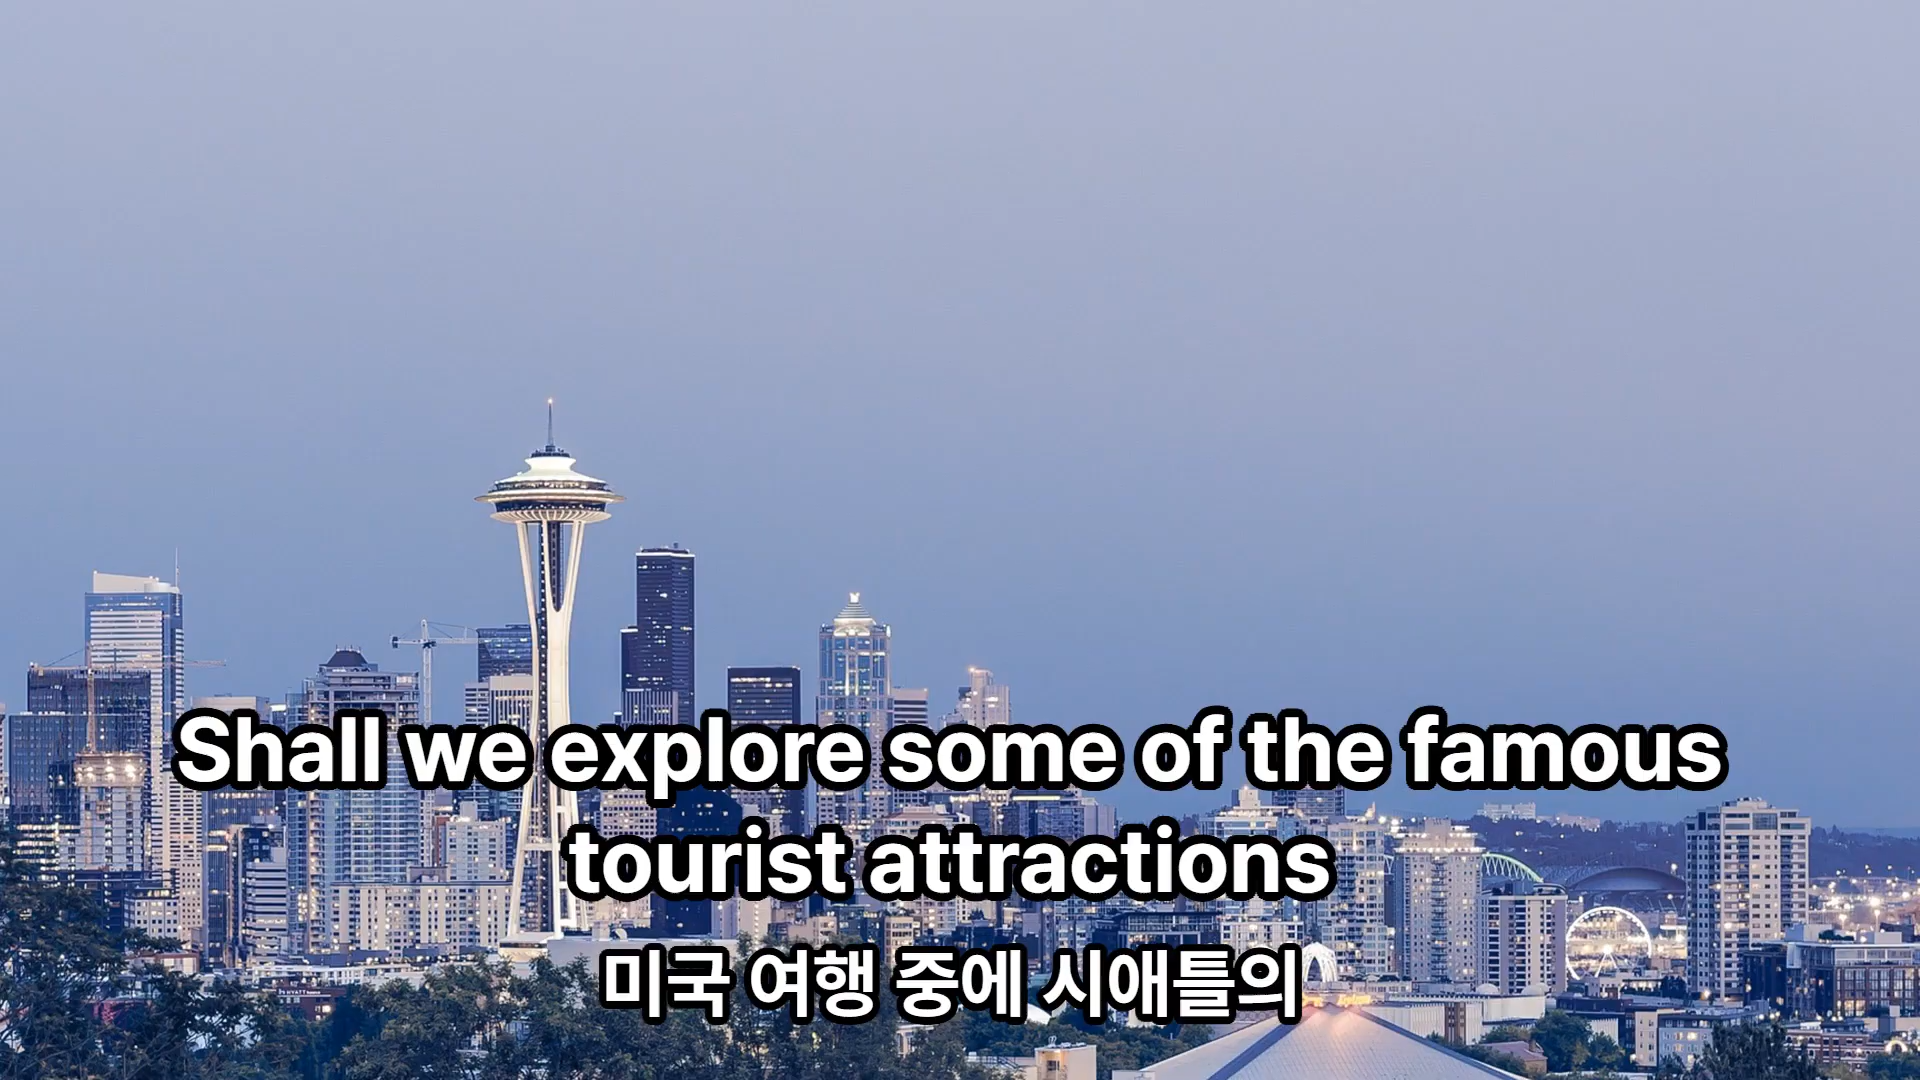 Shall we explore some of the famous
tourist attractions
미국 여행 중에 시애틀의